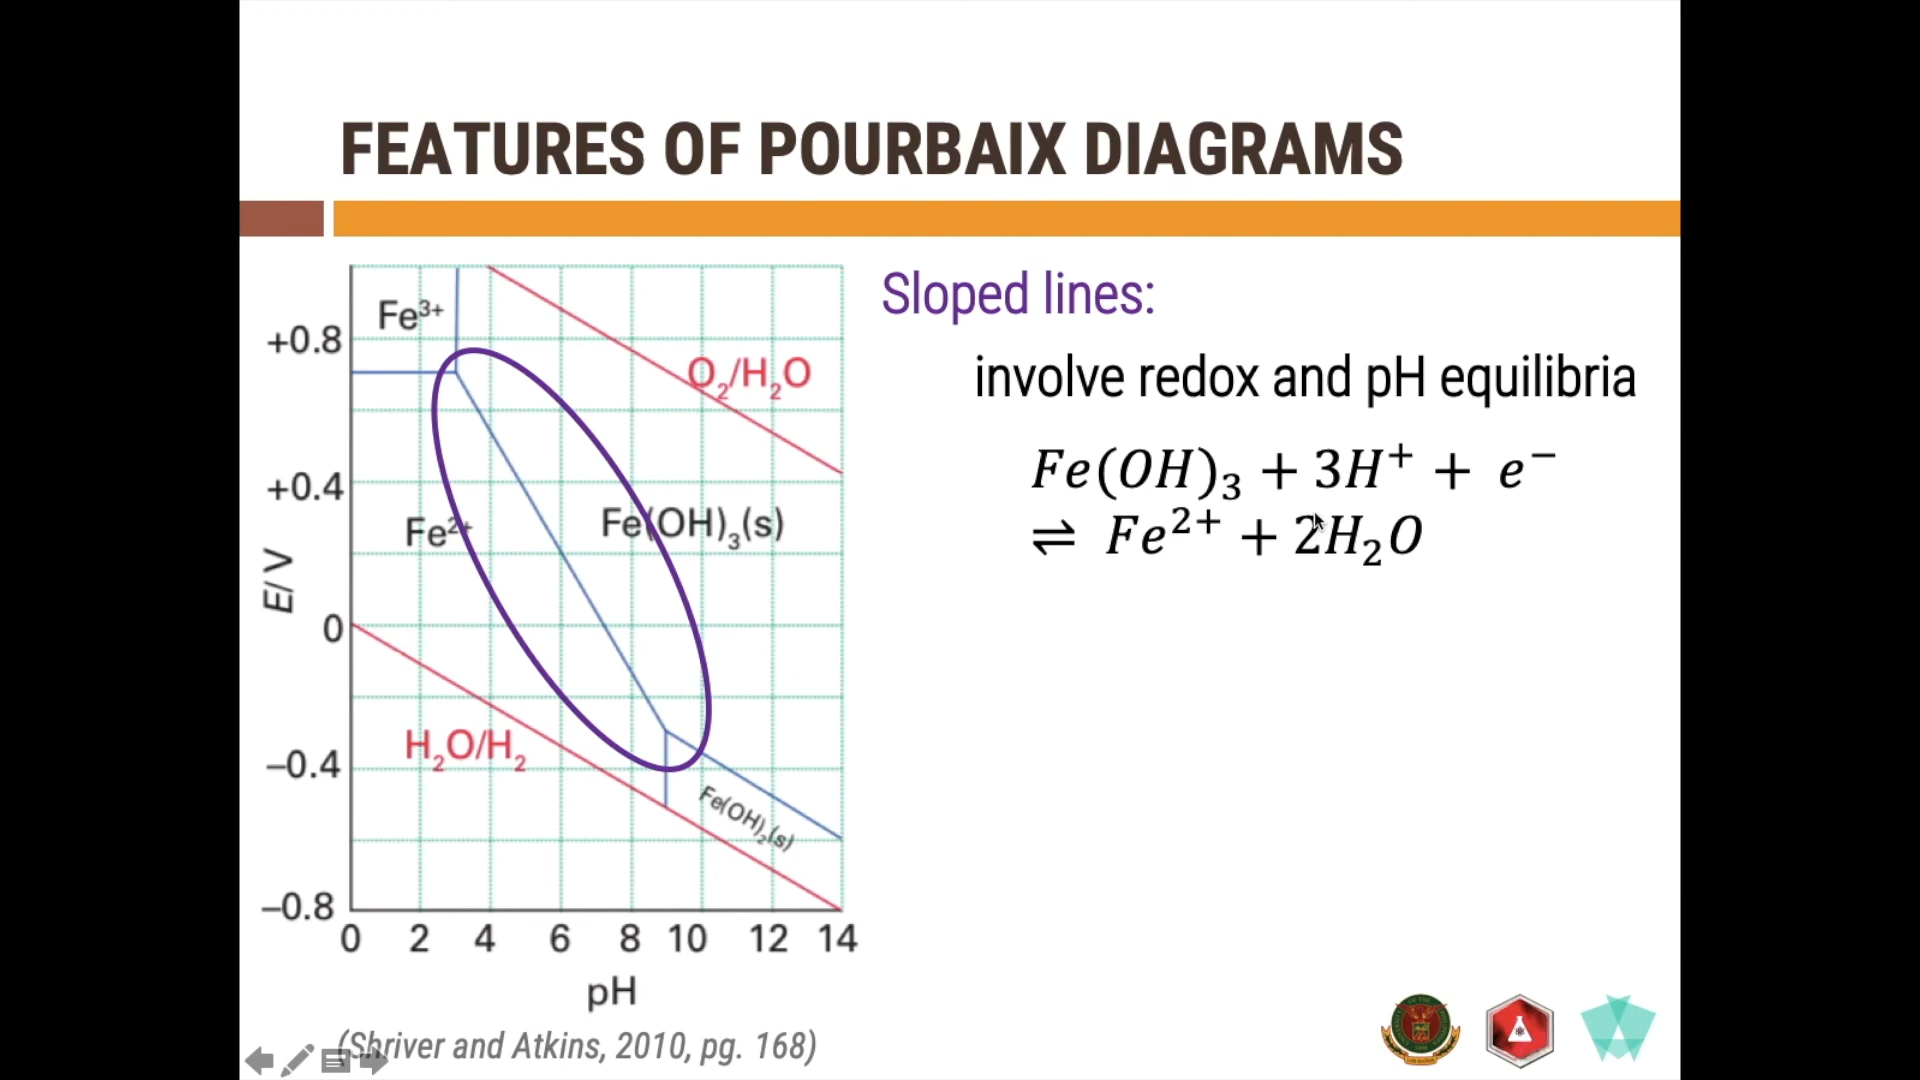 FEATURES OF POURBAIX DIAGRAMS
Sloped lines:
involve redox and pH equilibria
Fe(OH)₃ + 3H⁺ + e⁻
⇌ Fe²⁺ + 2H₂O
Fe³⁺
+0.8
O₂/H₂O
+0.4
Fe²⁺
Fe(OH)₃(s)
E/V
0
H₂O/H₂
–0.4
Fe(OH)₂(s)
–0.8
0 2 4 6 8 10 12 14
pH
(Shriver and Atkins, 2010, pg. 168)